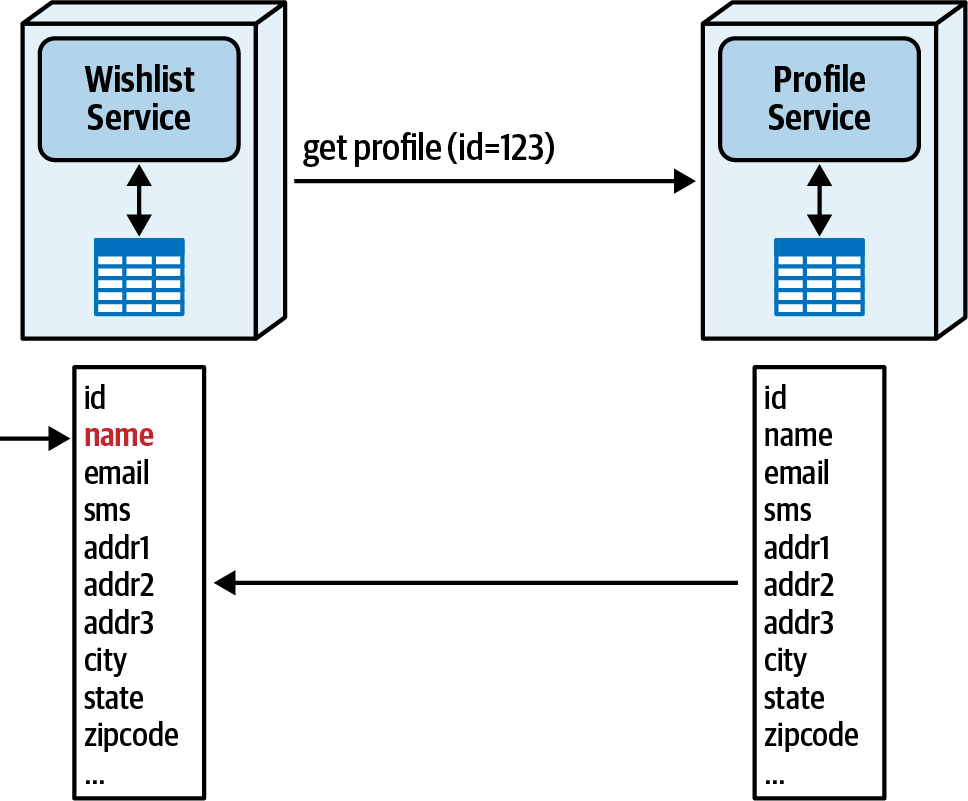 Wishlist
Service
get profile (id=123)
Profile
Service
id
name
email
sms
addr1
addr2
addr3
city
state
zipcode
...
id
name
email
sms
addr1
addr2
addr3
city
state
zipcode
...